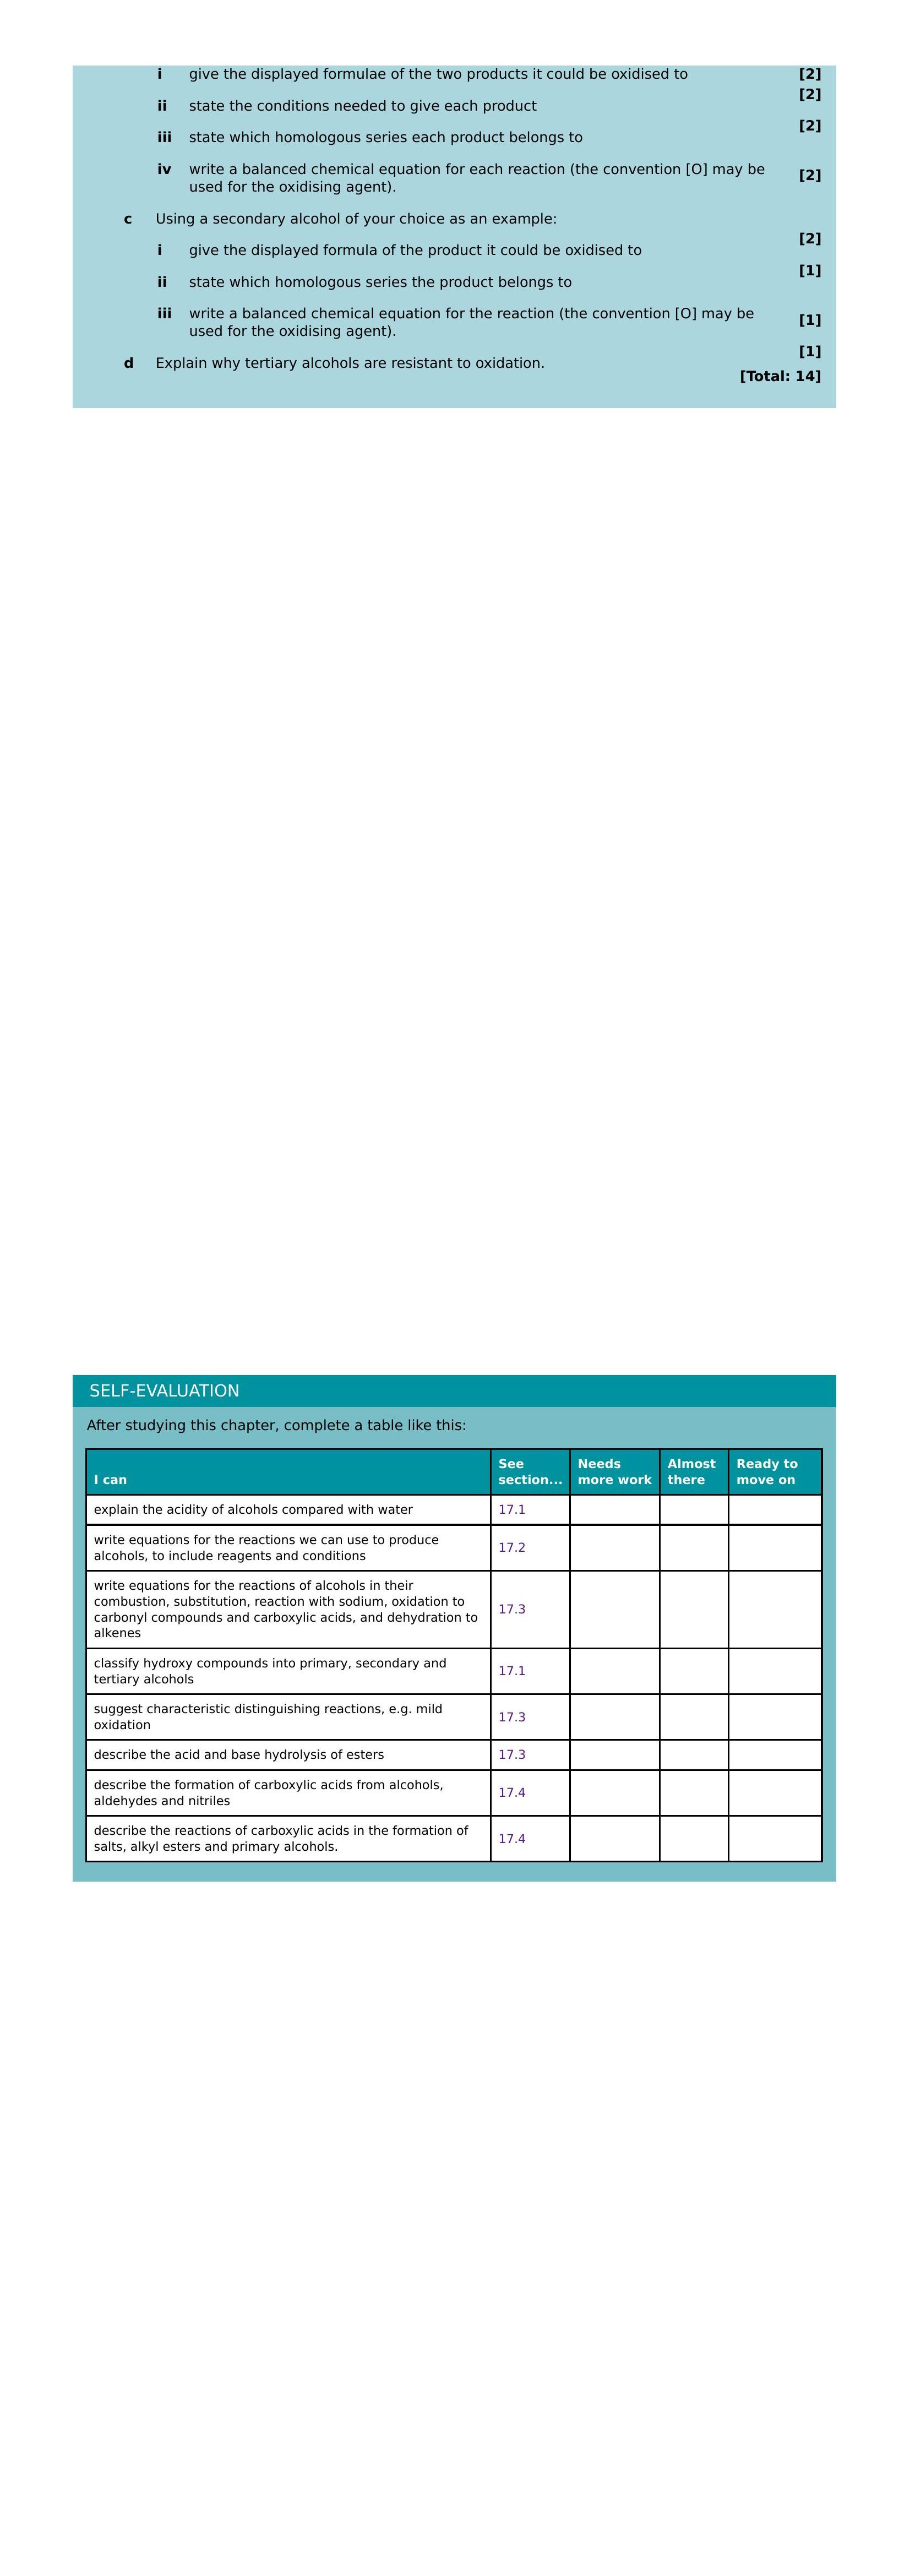 i give the displayed formulae of the two products it could be oxidised to [2]
[2]
ii state the conditions needed to give each product
[2]
iii state which homologous series each product belongs to
iv write a balanced chemical equation for each reaction (the convention [O] may be [2]
used for the oxidising agent).
c Using a secondary alcohol of your choice as an example:
[2]
i give the displayed formula of the product it could be oxidised to
[1]
ii state which homologous series the product belongs to
iii write a balanced chemical equation for the reaction (the convention [O] may be [1]
used for the oxidising agent).
[1]
d Explain why tertiary alcohols are resistant to oxidation.
[Total: 14]
SELF-EVALUATION
After studying this chapter, complete a table like this:
I can See section... Needs more work Almost there Ready to move on
explain the acidity of alcohols compared with water 17.1
write equations for the reactions we can use to produce
alcohols, to include reagents and conditions 17.2
write equations for the reactions of alcohols in their
combustion, substitution, reaction with sodium, oxidation to
carbonyl compounds and carboxylic acids, and dehydration to 17.3
alkenes
classify hydroxy compounds into primary, secondary and
tertiary alcohols 17.1
suggest characteristic distinguishing reactions, e.g. mild
oxidation 17.3
describe the acid and base hydrolysis of esters 17.3
describe the formation of carboxylic acids from alcohols,
aldehydes and nitriles 17.4
describe the reactions of carboxylic acids in the formation of
salts, alkyl esters and primary alcohols. 17.4